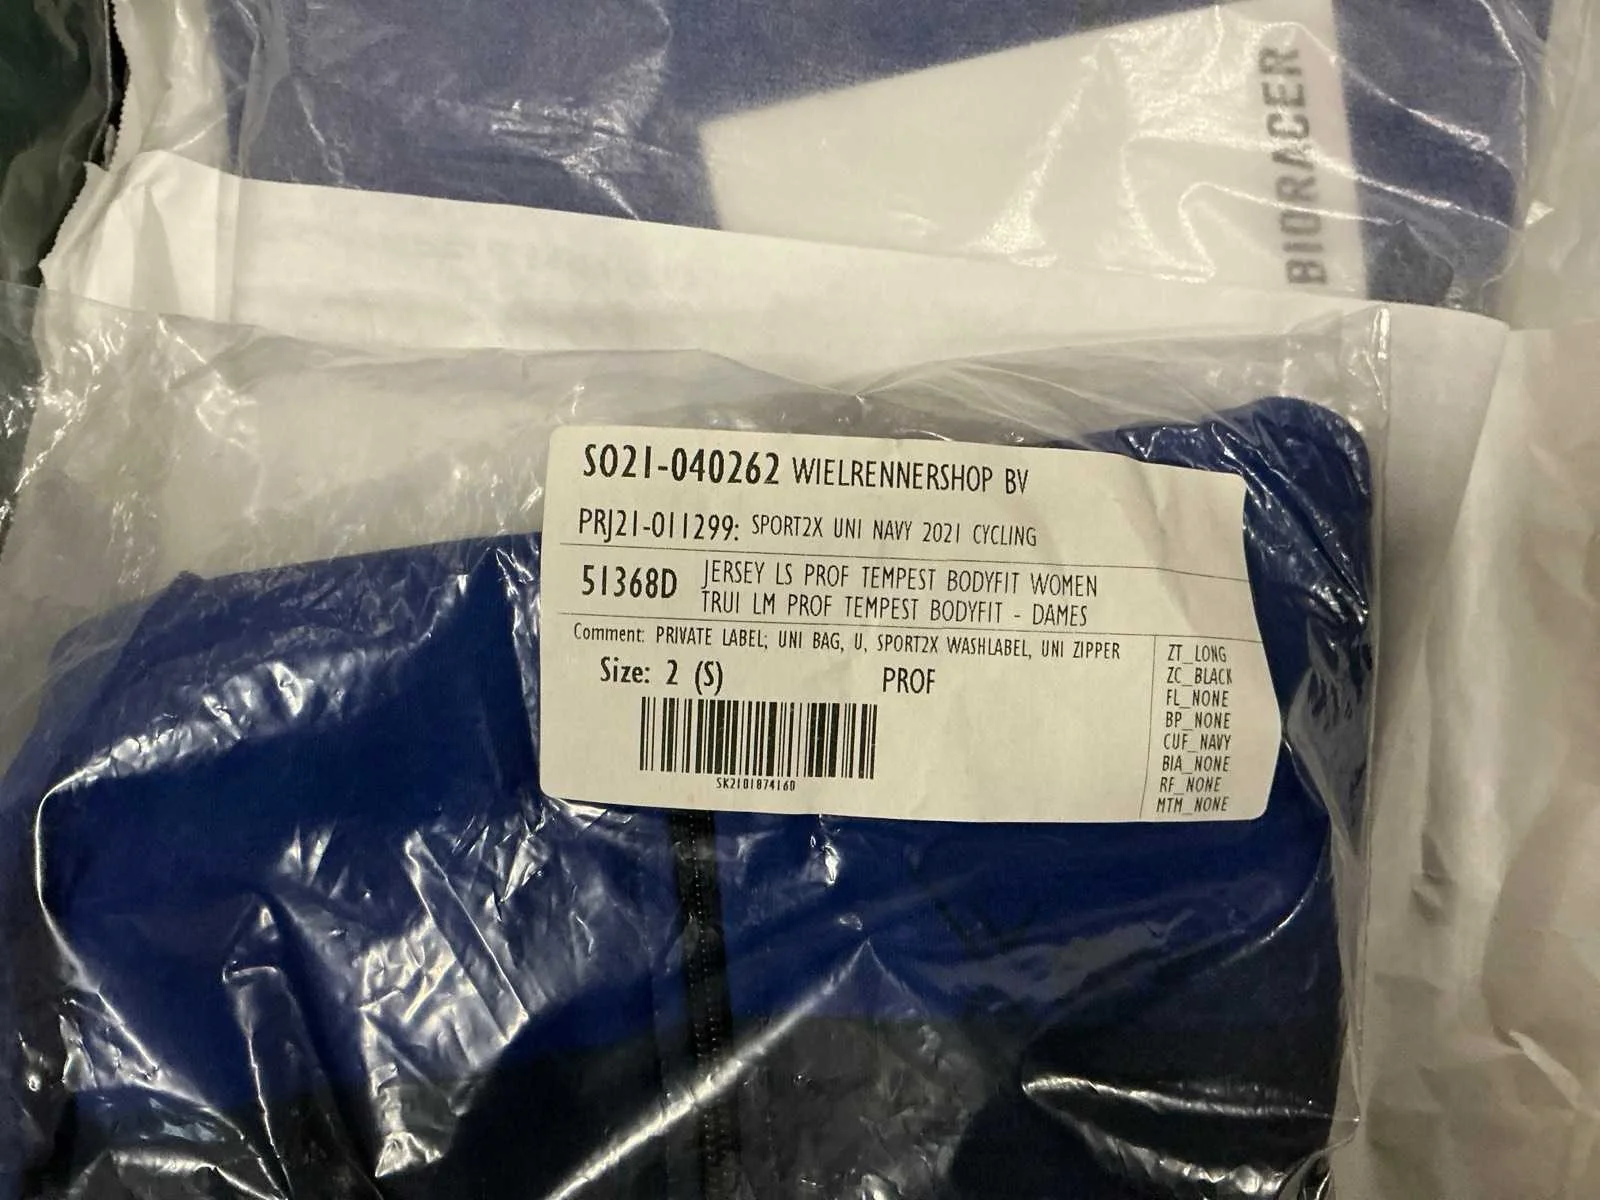 BIORACER
SO21-040262 WIELRENNERSHOP BV
PRJ21-011299: SPORT2X UNI NAVY 2021 CYCLING
51368D JERSEY LS PROF TEMPEST BODYFIT WOMEN
TRUI LM PROF TEMPEST BODYFIT - DAMES
Comment: PRIVATE LABEL; UNI BAG, U, SPORT2X WASHLABEL, UNI ZIPPER
Size: 2 (S) PROF
SK2101874160
ZT_LONG
ZC_BLACK
FL_NONE
BP_NONE
CUF_NAVY
BIA_NONE
RF_NONE
MTM_NONE